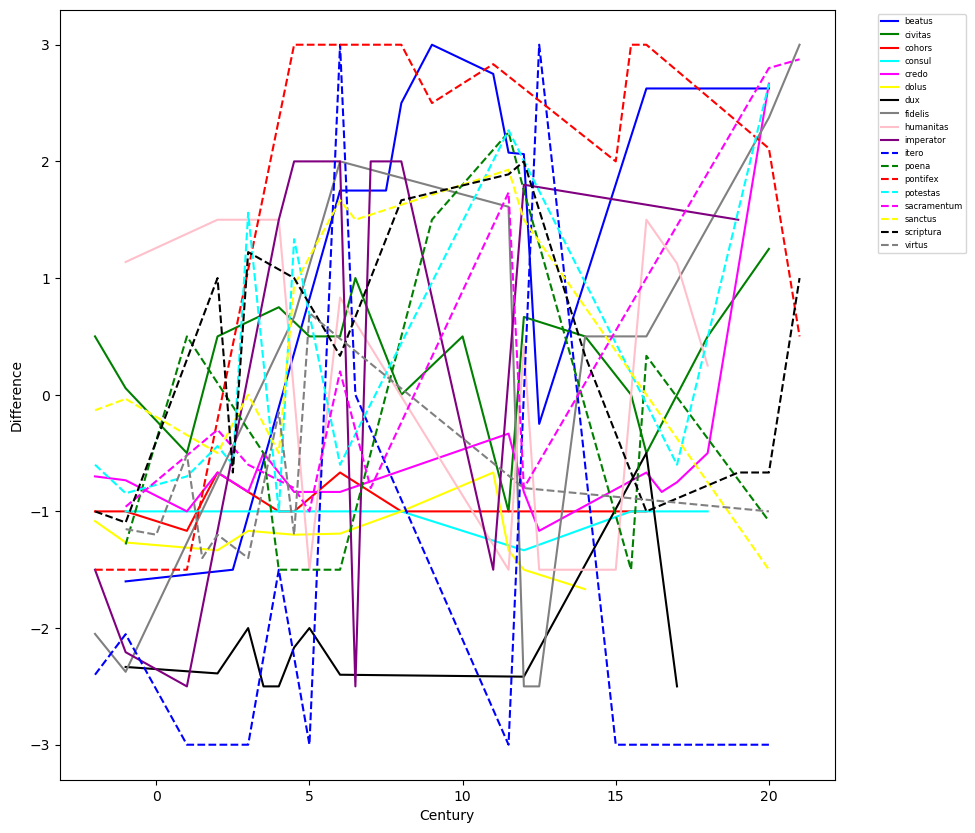 3
2
1
0
−1
−2
−3
Difference
0
5
10
15
20
Century
beatus
civitas
cohors
consul
credo
dolus
dux
fidelis
humanitas
imperator
itero
poena
pontifex
potestas
sacramentum
sanctus
scriptura
virtus